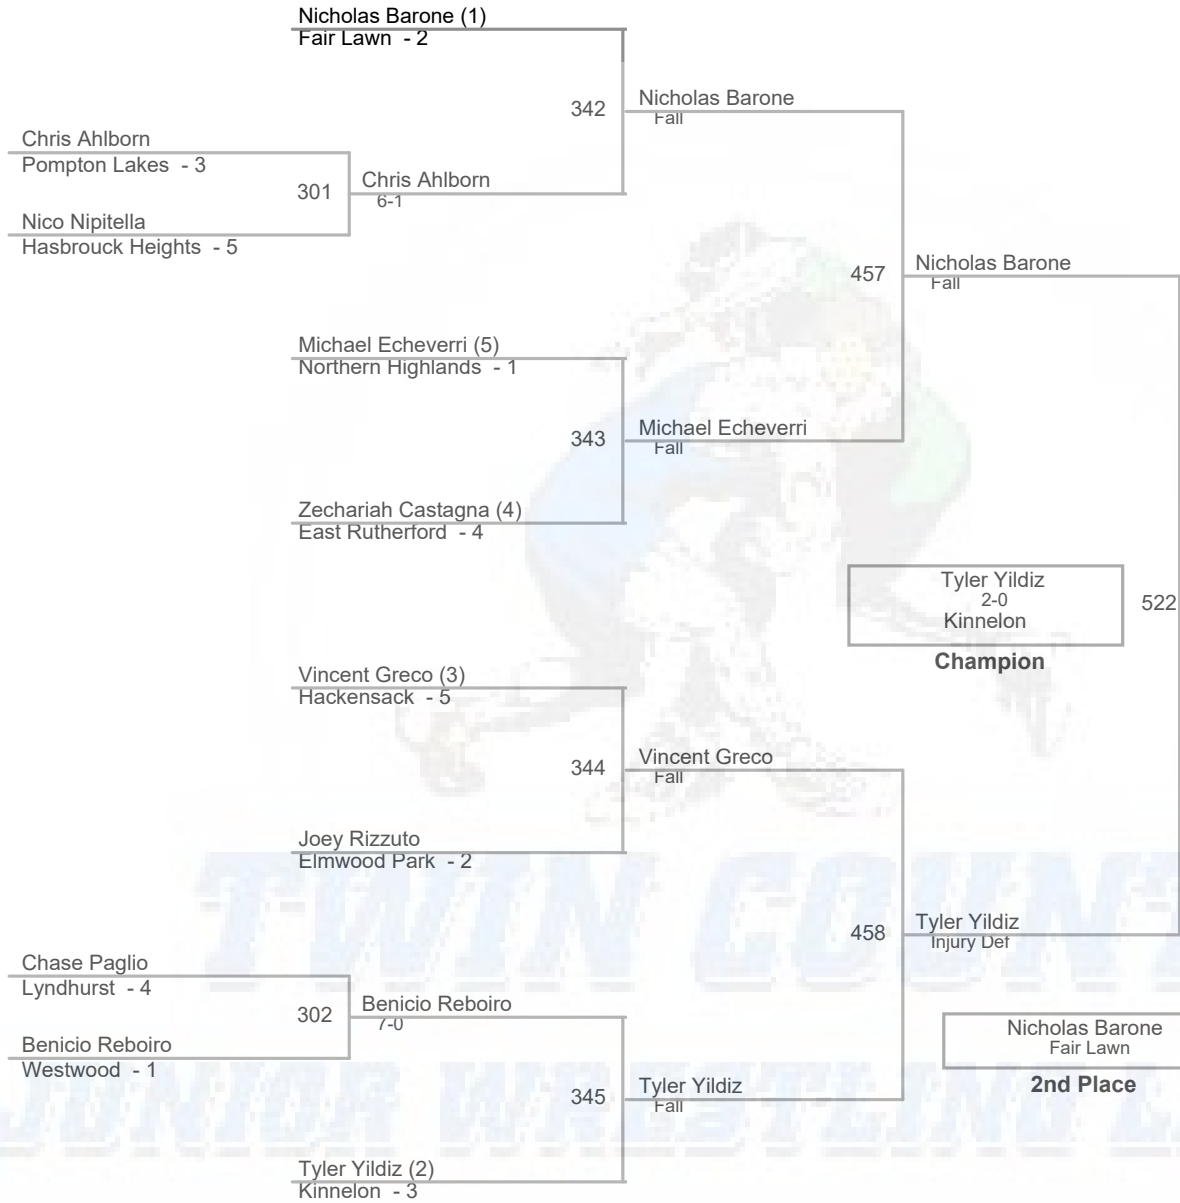 Nicholas Barone (1)
Fair Lawn - 2
342
Nicholas Barone
Fall
Chris Ahlborn
Pompton Lakes - 3
301
Chris Ahlborn
6-1
Nico Nipitella
Hasbrouck Heights - 5
457
Nicholas Barone
Fall
Michael Echeverri (5)
Northern Highlands - 1
343
Michael Echeverri
Fall
Zechariah Castagna (4)
East Rutherford - 4
Tyler Yildiz
2-0
Kinnelon
522
Champion
Vincent Greco (3)
Hackensack - 5
344
Vincent Greco
Fall
Joey Rizzuto
Elmwood Park - 2
TWIN COUNT
458
Tyler Yildiz
Injury Def
Chase Paglio
Lyndhurst - 4
302
Benicio Reboiro
7-0
Benicio Reboiro
Westwood - 1
Nicholas Barone
Fair Lawn
2nd Place
JUNIOR WRESTLING
345
Tyler Yildiz
Fall
Tyler Yildiz (2)
Kinnelon - 3